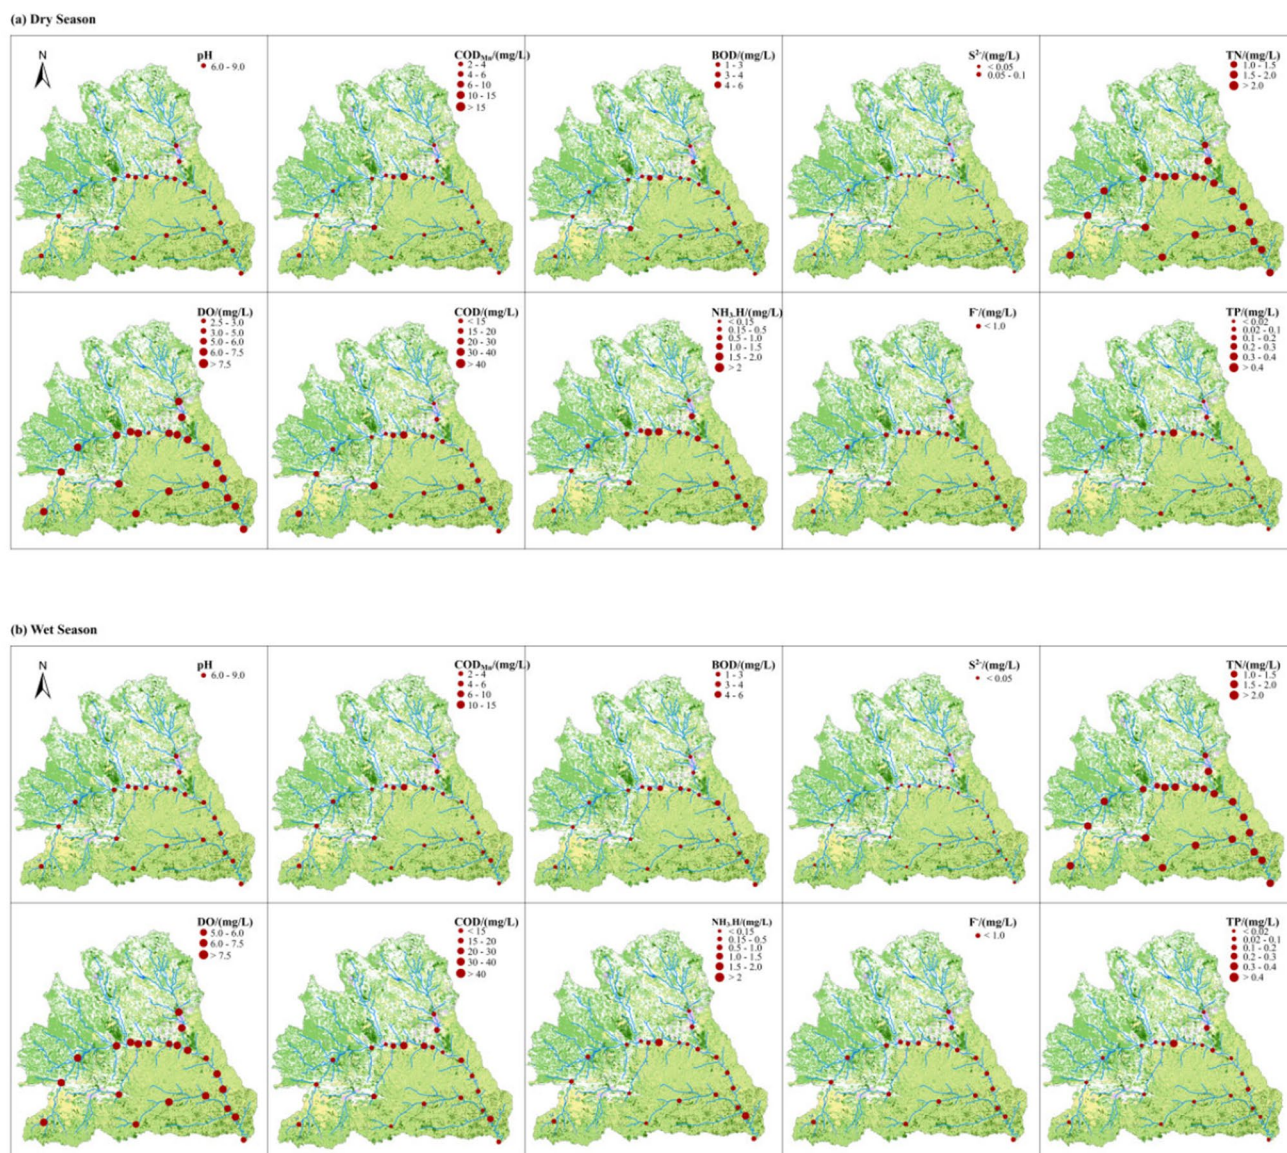 (a) Dry Season
N
pH
6.0 - 9.0
CODMn/(mg/L)
2 - 4
4 - 6
6 - 10
10 - 15
> 15
BOD/(mg/L)
1 - 3
3 - 4
4 - 6
S²⁻/(mg/L)
< 0.05
0.05 - 0.1
TN/(mg/L)
1.0 - 1.5
1.5 - 2.0
> 2.0
DO/(mg/L)
2.5 - 3.0
3.0 - 5.0
5.0 - 6.0
6.0 - 7.5
> 7.5
COD/(mg/L)
< 15
15 - 20
20 - 30
30 - 40
> 40
NH₃.H/(mg/L)
< 0.15
0.15 - 0.5
0.5 - 1.0
1.0 - 1.5
1.5 - 2.0
> 2
F⁻/(mg/L)
< 1.0
TP/(mg/L)
< 0.02
0.02 - 0.1
0.1 - 0.2
0.2 - 0.3
0.3 - 0.4
> 0.4
(b) Wet Season
N
pH
6.0 - 9.0
CODMn/(mg/L)
2 - 4
4 - 6
6 - 10
10 - 15
BOD/(mg/L)
1 - 3
3 - 4
4 - 6
S²⁻/(mg/L)
< 0.05
TN/(mg/L)
1.0 - 1.5
1.5 - 2.0
> 2.0
DO/(mg/L)
5.0 - 6.0
6.0 - 7.5
> 7.5
COD/(mg/L)
< 15
15 - 20
20 - 30
30 - 40
> 40
NH₃.H/(mg/L)
< 0.15
0.15 - 0.5
0.5 - 1.0
1.0 - 1.5
1.5 - 2.0
> 2
F⁻/(mg/L)
< 1.0
TP/(mg/L)
< 0.02
0.02 - 0.1
0.1 - 0.2
0.2 - 0.3
0.3 - 0.4
> 0.4